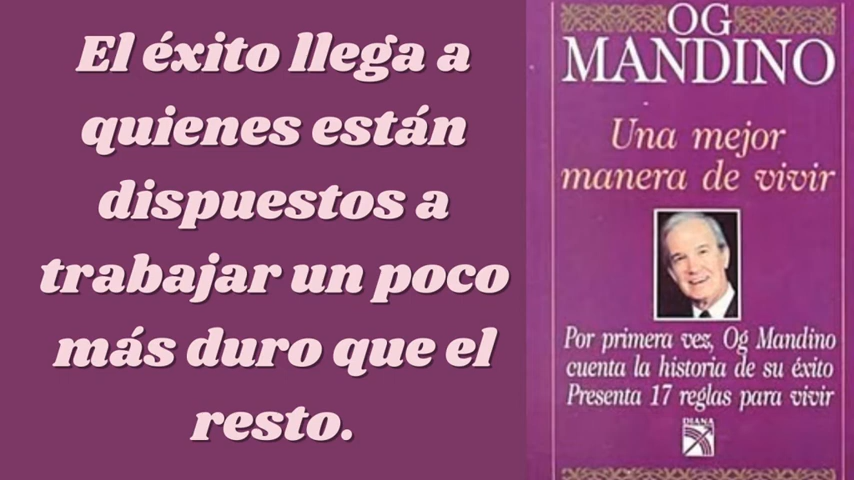 El éxito llega a
quienes están
dispuestos a
trabajar un poco
más duro que el
resto.
OG
MANDINO
Una mejor
manera de vivir
Por primera vez, Og Mandino
cuenta la historia de su éxito
Presenta 17 reglas para vivir
DIANA